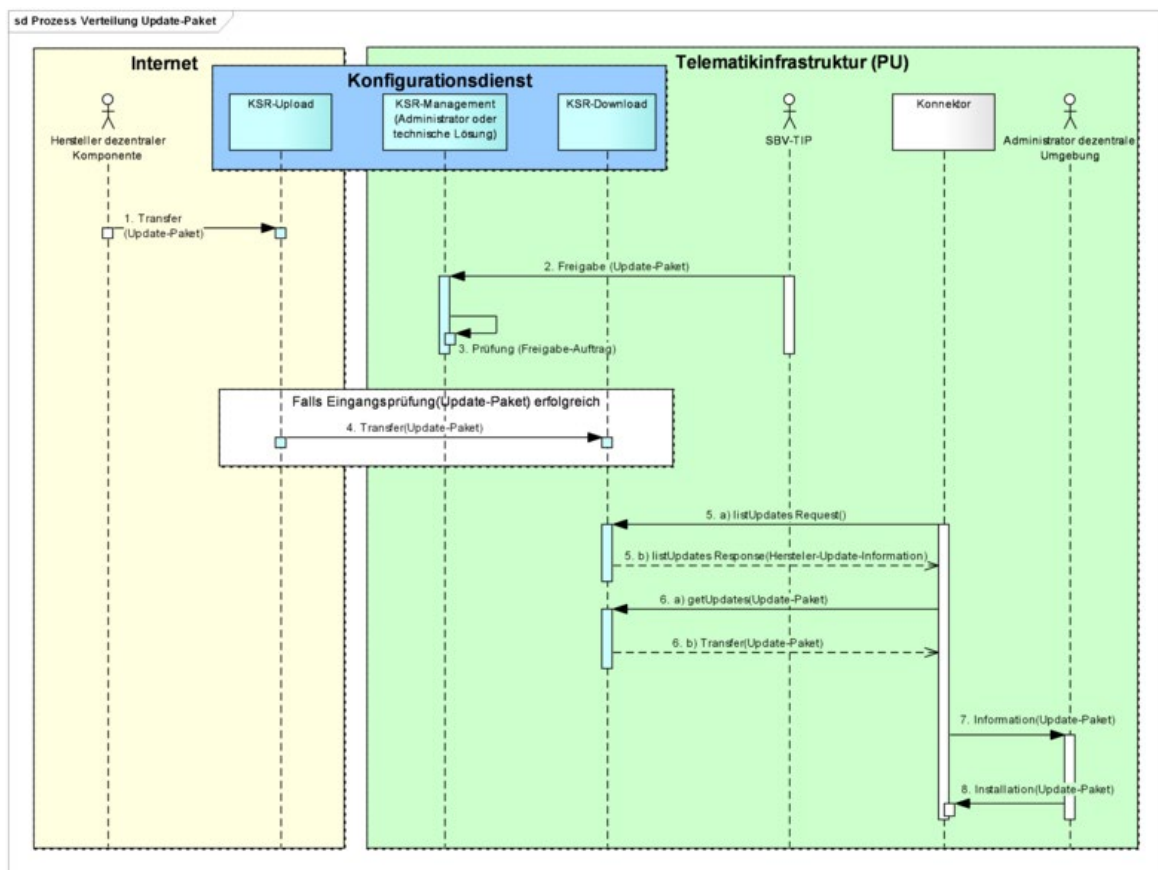 sd Prozess Verteilung Update-Paket
Internet
Telematikinfrastruktur (PU)
Konfigurationsdienst
Hersteller dezentraler
Komponente
KSR-Upload
KSR-Management
(Administrator oder
technische Lösung)
KSR-Download
SBV-TIP
Konnektor
Administrator dezentrale
Umgebung
1. Transfer
(Update-Paket)
2. Freigabe (Update-Paket)
3. Prüfung (Freigabe-Auftrag)
Falls Eingangsprüfung(Update-Paket) erfolgreich
4. Transfer(Update-Paket)
5. a) listUpdates Request()
5. b) listUpdates Response(Hersteler-Update-Information)
6. a) getUpdates(Update-Paket)
6. b) Transfer(Update-Paket)
7. Information(Update-Paket)
8. Installation(Update-Paket)